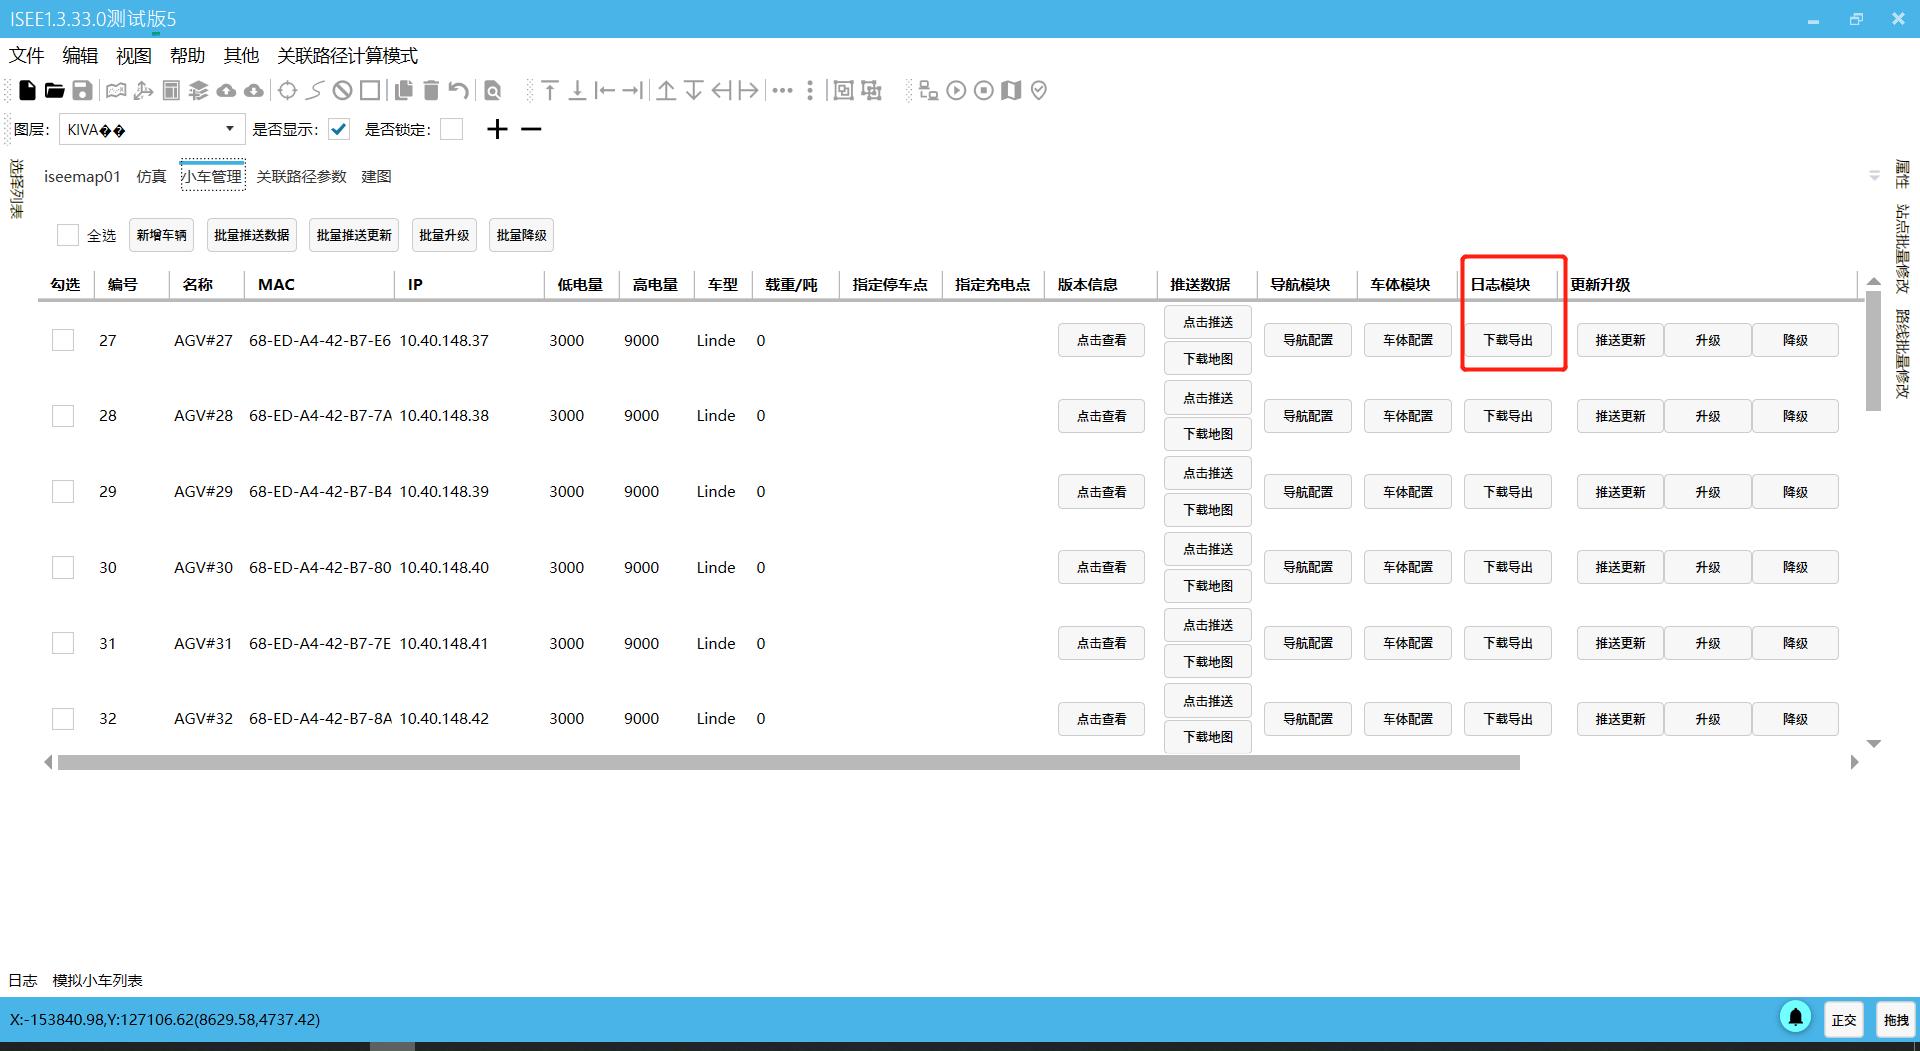 ISEE1.3.33.0测试版5
文件 编辑 视图 帮助 其他 关联路径计算模式
图层: KIVA�� 是否显示: 是否锁定:
选择列表
iseemap01 仿真 小车管理 关联路径参数 建图
全选 新增车辆 批量推送数据 批量推送更新 批量升级 批量降级
勾选 编号 名称 MAC IP 低电量 高电量 车型 载重/吨 指定停车点 指定充电点 版本信息 推送数据 导航模块 车体模块 日志模块 更新升级
27 AGV#27 68-ED-A4-42-B7-E6 10.40.148.37 3000 9000 Linde 0 点击查看 点击推送 下载地图 导航配置 车体配置 下载导出 推送更新 升级 降级
28 AGV#28 68-ED-A4-42-B7-7A 10.40.148.38 3000 9000 Linde 0 点击查看 点击推送 下载地图 导航配置 车体配置 下载导出 推送更新 升级 降级
29 AGV#29 68-ED-A4-42-B7-B4 10.40.148.39 3000 9000 Linde 0 点击查看 点击推送 下载地图 导航配置 车体配置 下载导出 推送更新 升级 降级
30 AGV#30 68-ED-A4-42-B7-80 10.40.148.40 3000 9000 Linde 0 点击查看 点击推送 下载地图 导航配置 车体配置 下载导出 推送更新 升级 降级
31 AGV#31 68-ED-A4-42-B7-7E 10.40.148.41 3000 9000 Linde 0 点击查看 点击推送 下载地图 导航配置 车体配置 下载导出 推送更新 升级 降级
32 AGV#32 68-ED-A4-42-B7-8A 10.40.148.42 3000 9000 Linde 0 点击查看 点击推送 下载地图 导航配置 车体配置 下载导出 推送更新 升级 降级
属性 站点批量修改 路线批量修改
日志 模拟小车列表
X:-153840.98,Y:127106.62(8629.58,4737.42) 正交 拖拽